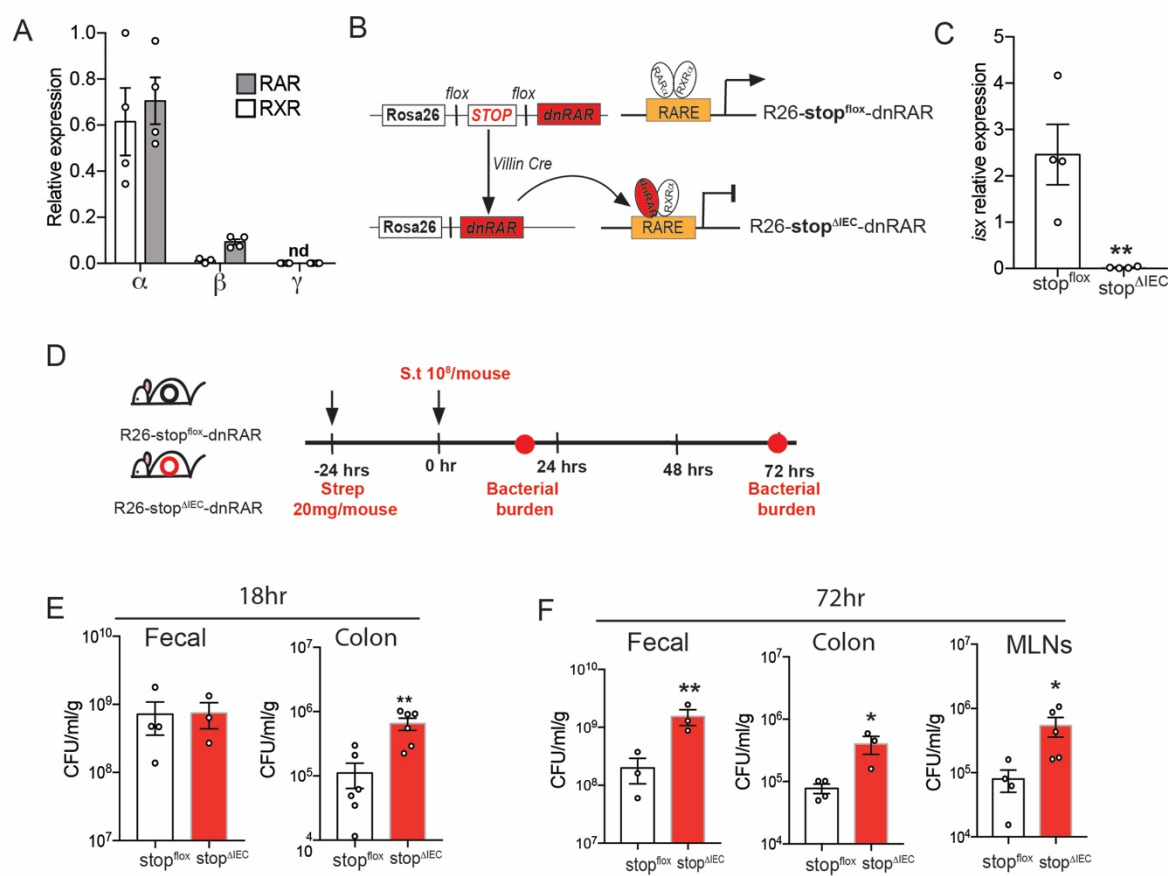 A
Relative expression
1.0
0.8
0.6
0.4
0.2
0.0
RAR
RXR
nd
α
β
γ
B
flox
flox
Rosa26
STOP
dnRAR
RARα
RXRα
RARE
R26-stopflox-dnRAR
Villin Cre
Rosa26
dnRAR
dnRAR
RXRα
RARE
R26-stopΔIEC-dnRAR
C
isx relative expression
5
4
3
2
1
0
**
stopflox
stopΔIEC
D
R26-stopflox-dnRAR
R26-stopΔIEC-dnRAR
S.t 10⁸/mouse
-24 hrs
0 hr
24 hrs
48 hrs
72 hrs
Strep
20mg/mouse
Bacterial
burden
Bacterial
burden
E
18hr
Fecal
CFU/ml/g
10¹⁰
10⁹
10⁸
10⁷
stopflox stopΔIEC
Colon
CFU/ml/g
10⁷
10⁶
10⁵
4
10
**
stopflox stopΔIEC
F
72hr
Fecal
CFU/ml/g
10¹⁰
10⁹
10⁸
10⁷
**
stopflox stopΔIEC
Colon
CFU/ml/g
10⁷
10⁶
10⁵
10⁴
*
stopflox stopΔIEC
MLNs
CFU/ml/g
10⁷
10⁶
10⁵
10⁴
*
stopflox stopΔIEC